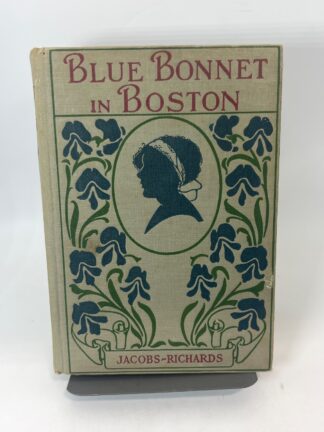 BLUE BONNET
IN BOSTON
JACOBS-RICHARDS